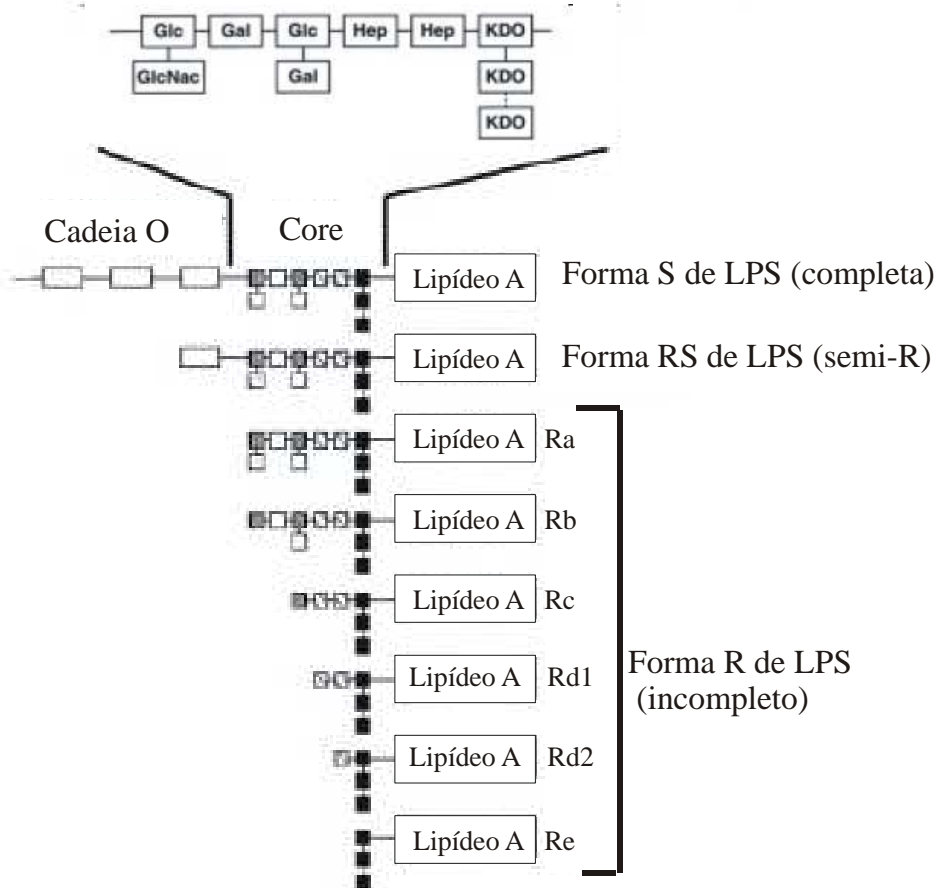 Glc Gal Glc Hep Hep KDO
GlcNac Gal KDO
KDO
Cadeia O Core
Lipídeo A Forma S de LPS (completa)
Lipídeo A Forma RS de LPS (semi-R)
Lipídeo A Ra
Lipídeo A Rb
Lipídeo A Rc
Lipídeo A Rd1
Forma R de LPS
(incompleto)
Lipídeo A Rd2
Lipídeo A Re